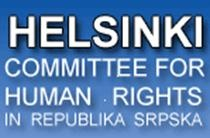 HELSINKI
COMMITTEE FOR
HUMAN RIGHTS
IN REPUBLIKA SRPSKA